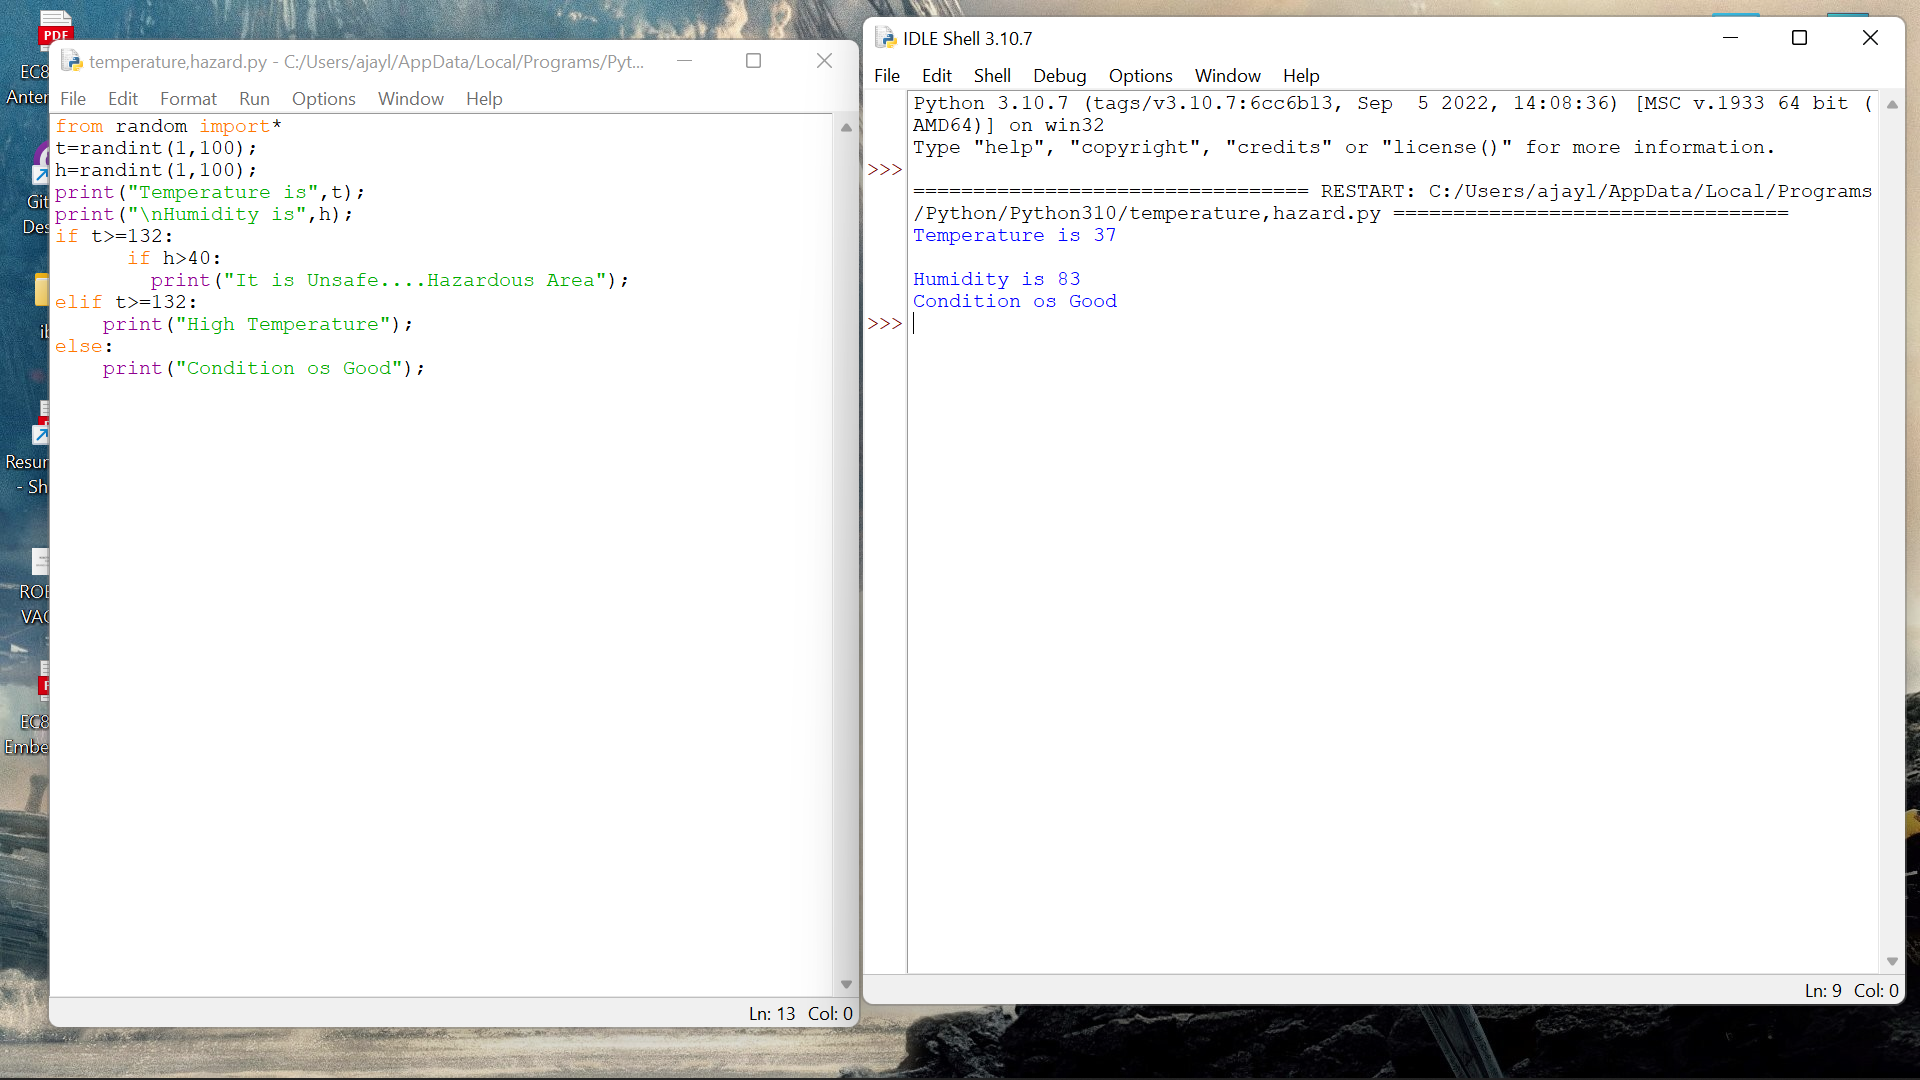 PDF
EC8
Anter
Git
Des
ib
Resur
- Sh
ROB
VAC
EC8
Embe
temperature,hazard.py - C:/Users/ajayl/AppData/Local/Programs/Pyt...
File Edit Format Run Options Window Help
from random import*
t=randint(1,100);
h=randint(1,100);
print("Temperature is",t);
print("\nHumidity is",h);
if t>=132:
      if h>40:
        print("It is Unsafe....Hazardous Area");
elif t>=132:
    print("High Temperature");
else:
    print("Condition os Good");
Ln: 13 Col: 0
IDLE Shell 3.10.7
File Edit Shell Debug Options Window Help
Python 3.10.7 (tags/v3.10.7:6cc6b13, Sep  5 2022, 14:08:36) [MSC v.1933 64 bit (
AMD64)] on win32
Type "help", "copyright", "credits" or "license()" for more information.
>>>
================================= RESTART: C:/Users/ajayl/AppData/Local/Programs
/Python/Python310/temperature,hazard.py =================================
Temperature is 37
Humidity is 83
Condition os Good
>>>
Ln: 9 Col: 0